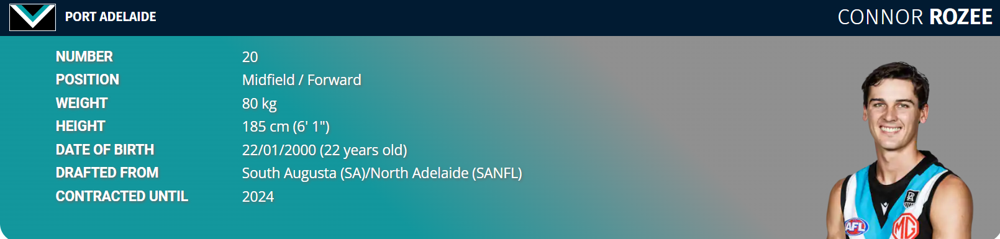 PORT ADELAIDE
CONNOR ROZEE
NUMBER 20
POSITION Midfield / Forward
WEIGHT 80 kg
HEIGHT 185 cm (6' 1")
DATE OF BIRTH 22/01/2000 (22 years old)
DRAFTED FROM South Augusta (SA)/North Adelaide (SANFL)
CONTRACTED UNTIL 2024
AFL
MG